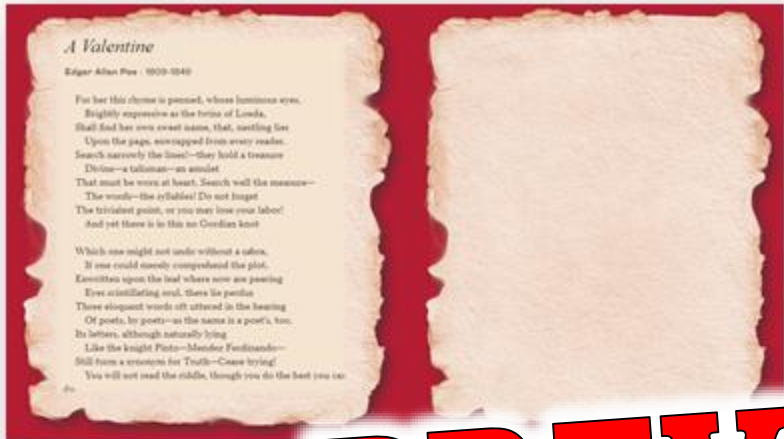 A Valentine
Edgar Allan Poe - 1809-1849
For her this rhyme is penned, whose luminous eyes,
Brightly expressive as the twins of Loeda,
Shall find her own sweet name, that, nestling lies
Upon the page, enwrapped from every reader.
Search narrowly the lines!—they hold a treasure
Divine—a talisman—an amulet
That must be worn at heart. Search well the measure—
The words—the syllables! Do not forget
The trivialest point, or you may lose your labor!
And yet there is in this no Gordian knot
Which one might not undo without a sabre,
If one could merely comprehend the plot.
Enwritten upon the leaf where now are peering
Eyes scintillating soul, there lie perdus
Three eloquent words oft uttered in the hearing
Of poets, by poets—as the name is a poet's, too.
Its letters, although naturally lying
Like the knight Pinto—Mendez Ferdinando—
Still form a synonym for Truth—Cease trying!
You will not read the riddle, though you do the best you can